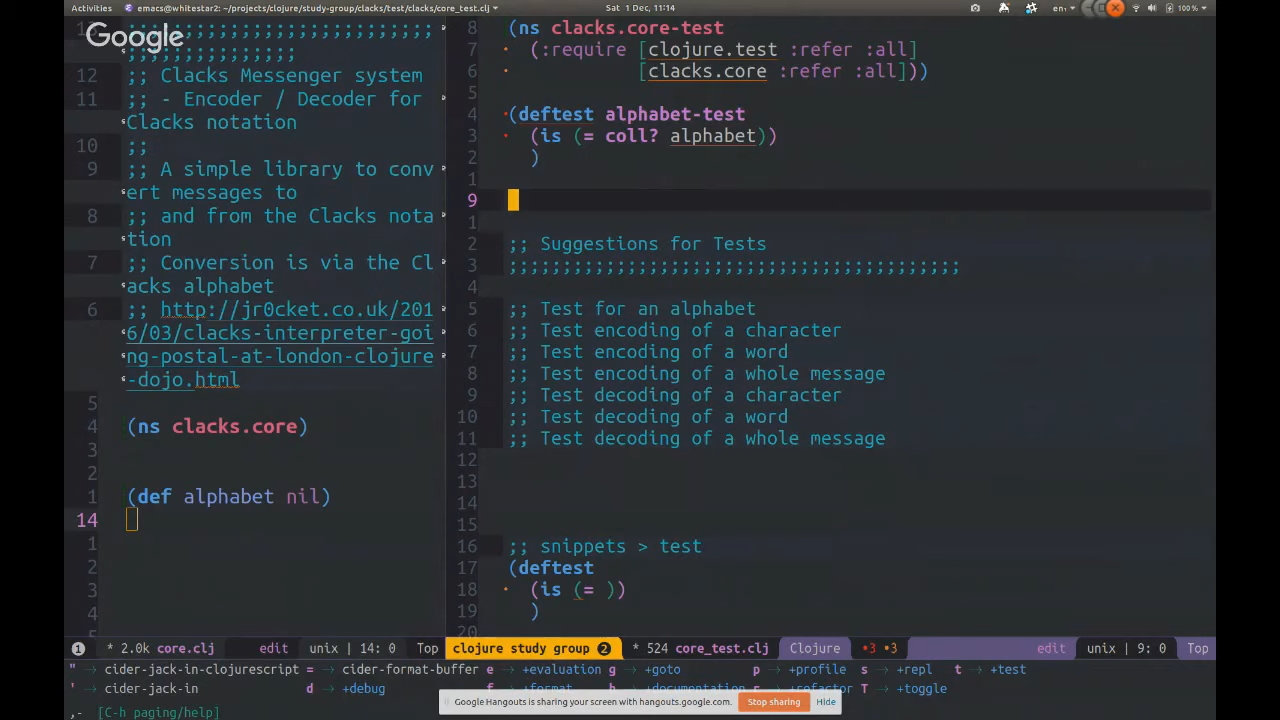 Activities emacs@whitestar2: ~/projects/clojure/study-group/clacks/test/clacks/core_test.clj Sat 1 Dec, 11:14 en₁ 100%
Google
13 ;;;;;;;;;;;;;;;;;;;;;;;;;;;;
;;;;;;;;;;;;;;;
12 ;; Clacks Messenger system
11 ;; - Encoder / Decoder for
Clacks notation
10 ;;
9 ;; A simple library to conv
ert messages to
8 ;; and from the Clacks nota
tion
7 ;; Conversion is via the Cl
acks alphabet
6 ;; http://jr0cket.co.uk/201
6/03/clacks-interpreter-goi
ng-postal-at-london-clojure
-dojo.html
5
4 (ns clacks.core)
3
2
1 (def alphabet nil)
14
1
2
3
4
8 (ns clacks.core-test
7 (:require [clojure.test :refer :all]
6 [clacks.core :refer :all]))
5
4 (deftest alphabet-test
3 (is (= coll? alphabet))
2 )
1
9
1
2 ;; Suggestions for Tests
3 ;;;;;;;;;;;;;;;;;;;;;;;;;;;;;;;;;;;;;;;;;;
4
5 ;; Test for an alphabet
6 ;; Test encoding of a character
7 ;; Test encoding of a word
8 ;; Test encoding of a whole message
9 ;; Test decoding of a character
10 ;; Test decoding of a word
11 ;; Test decoding of a whole message
12
13
14
15
16 ;; snippets > test
17 (deftest
18 (is (= ))
19 )
20
1 * 2.0k core.clj edit unix | 14: 0 Top clojure study group 2 * 524 core_test.clj Clojure •3 •3 edit unix | 9: 0 Top
" → cider-jack-in-clojurescript = → cider-format-buffer e → +evaluation g → +goto p → +profile s → +repl t → +test
' → cider-jack-in d → +debug f → +format h → +documentation r → +refactor T → +toggle
Google Hangouts is sharing your screen with hangouts.google.com. Stop sharing Hide
,- [C-h paging/help]